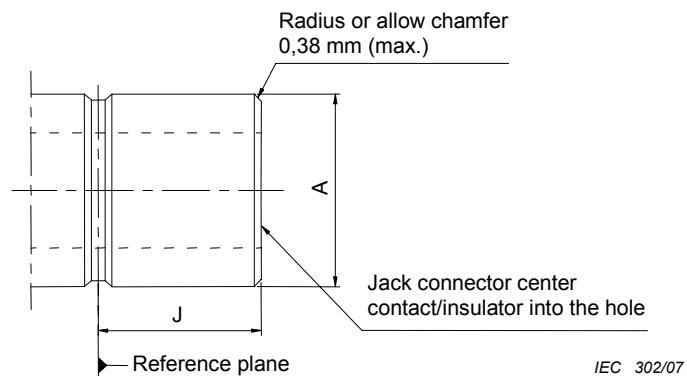 Radius or allow chamfer
0,38 mm (max.)
A
Jack connector center
contact/insulator into the hole
J
Reference plane
IEC 302/07